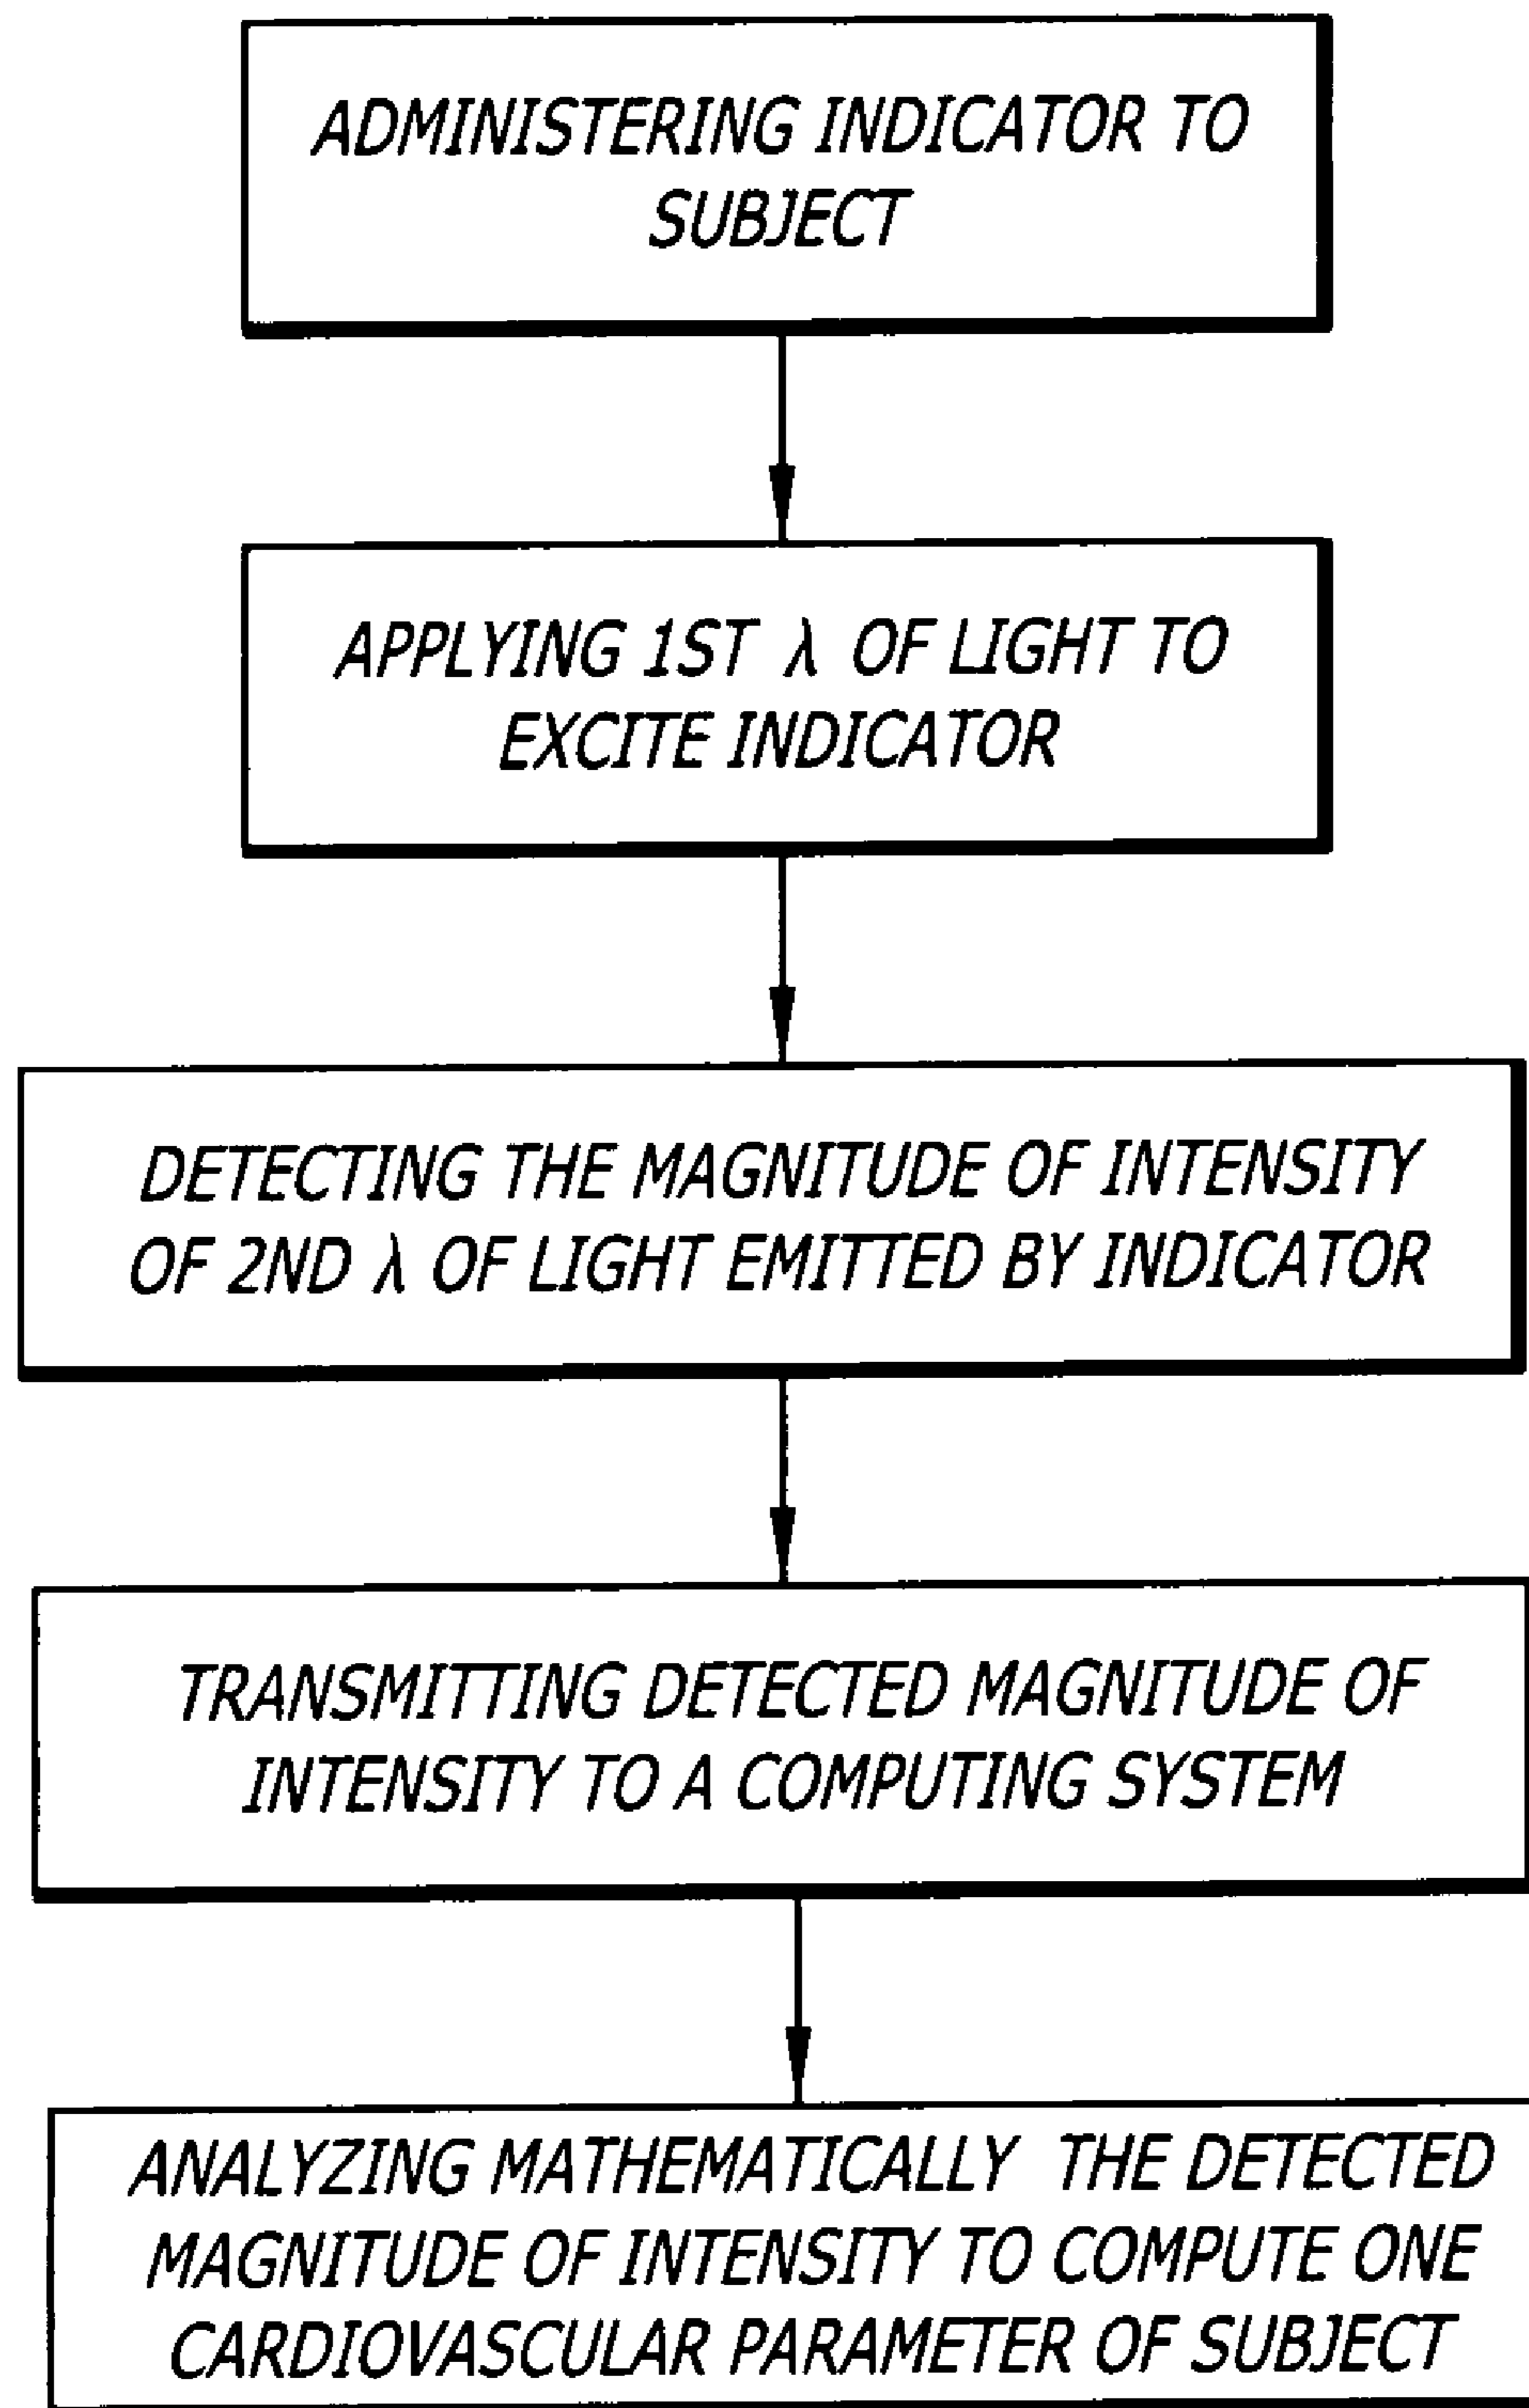 ADMINISTERING INDICATOR TO
SUBJECT
APPLYING 1ST λ OF LIGHT TO
EXCITE INDICATOR
DETECTING THE MAGNITUDE OF INTENSITY
OF 2ND λ OF LIGHT EMITTED BY INDICATOR
TRANSMITTING DETECTED MAGNITUDE OF
INTENSITY TO A COMPUTING SYSTEM
ANALYZING MATHEMATICALLY THE DETECTED
MAGNITUDE OF INTENSITY TO COMPUTE ONE
CARDIOVASCULAR PARAMETER OF SUBJECT